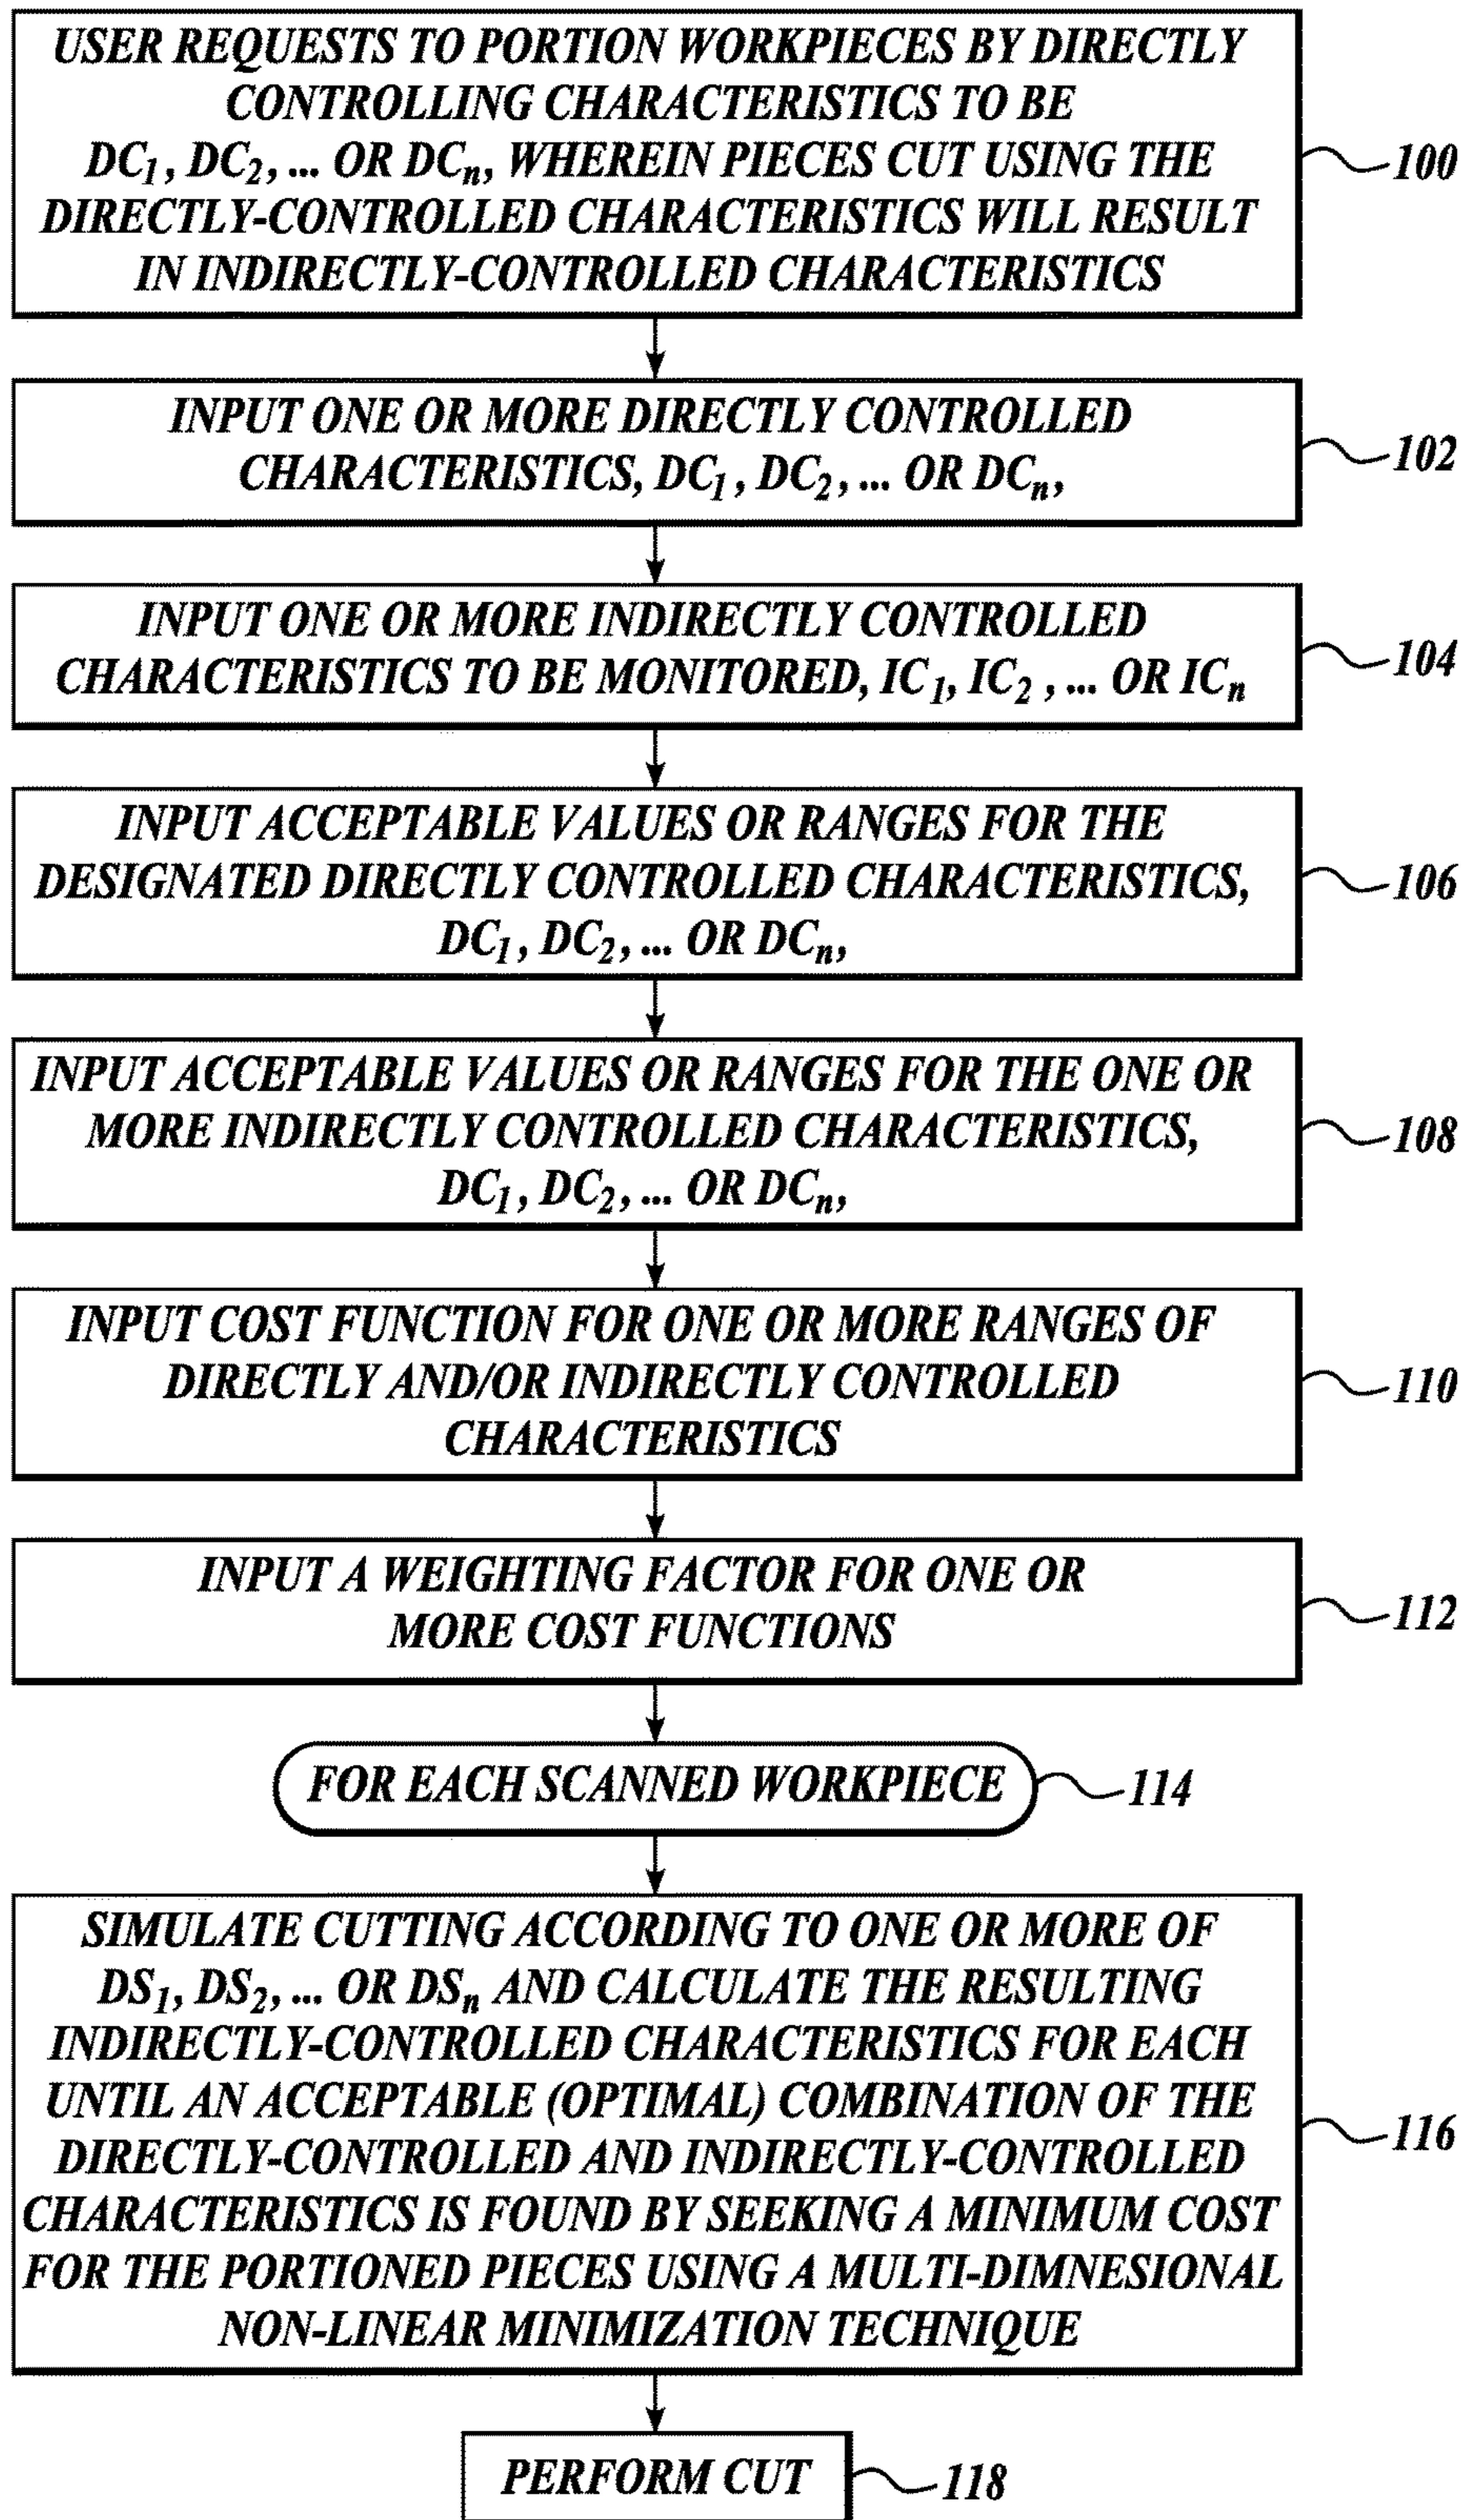 USER REQUESTS TO PORTION WORKPIECES BY DIRECTLY
CONTROLLING CHARACTERISTICS TO BE
DC₁, DC₂, ... OR DCₙ, WHEREIN PIECES CUT USING THE
DIRECTLY-CONTROLLED CHARACTERISTICS WILL RESULT
IN INDIRECTLY-CONTROLLED CHARACTERISTICS
100
INPUT ONE OR MORE DIRECTLY CONTROLLED
CHARACTERISTICS, DC₁, DC₂, ... OR DCₙ,
102
INPUT ONE OR MORE INDIRECTLY CONTROLLED
CHARACTERISTICS TO BE MONITORED, IC₁, IC₂, ... OR ICₙ
104
INPUT ACCEPTABLE VALUES OR RANGES FOR THE
DESIGNATED DIRECTLY CONTROLLED CHARACTERISTICS,
DC₁, DC₂, ... OR DCₙ,
106
INPUT ACCEPTABLE VALUES OR RANGES FOR THE ONE OR
MORE INDIRECTLY CONTROLLED CHARACTERISTICS,
DC₁, DC₂, ... OR DCₙ,
108
INPUT COST FUNCTION FOR ONE OR MORE RANGES OF
DIRECTLY AND/OR INDIRECTLY CONTROLLED
CHARACTERISTICS
110
INPUT A WEIGHTING FACTOR FOR ONE OR
MORE COST FUNCTIONS
112
FOR EACH SCANNED WORKPIECE
114
SIMULATE CUTTING ACCORDING TO ONE OR MORE OF
DS₁, DS₂, ... OR DSₙ AND CALCULATE THE RESULTING
INDIRECTLY-CONTROLLED CHARACTERISTICS FOR EACH
UNTIL AN ACCEPTABLE (OPTIMAL) COMBINATION OF THE
DIRECTLY-CONTROLLED AND INDIRECTLY-CONTROLLED
CHARACTERISTICS IS FOUND BY SEEKING A MINIMUM COST
FOR THE PORTIONED PIECES USING A MULTI-DIMNESIONAL
NON-LINEAR MINIMIZATION TECHNIQUE
116
PERFORM CUT
118